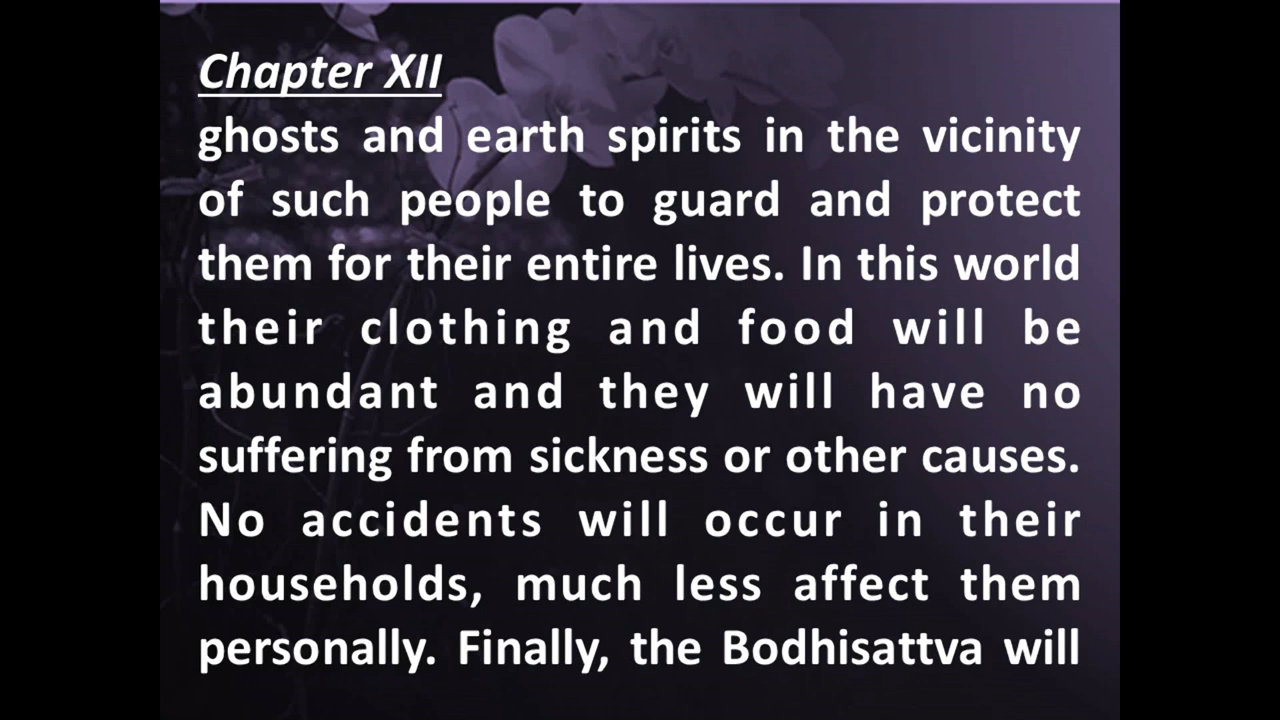 Chapter XII
ghosts and earth spirits in the vicinity
of such people to guard and protect
them for their entire lives. In this world
their clothing and food will be
abundant and they will have no
suffering from sickness or other causes.
No accidents will occur in their
households, much less affect them
personally. Finally, the Bodhisattva will